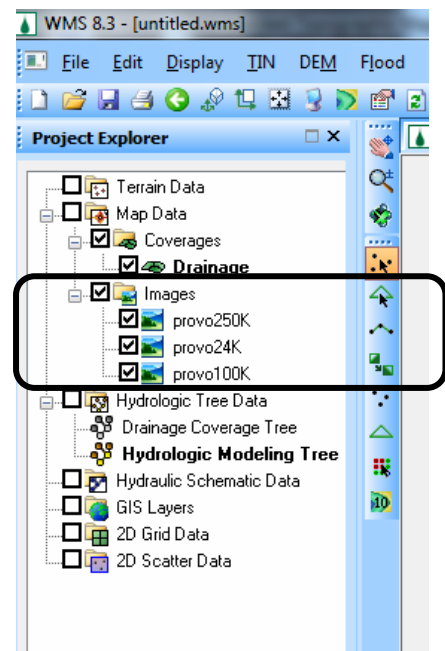 WMS 8.3 - [untitled.wms]
File Edit Display TIN DEM Flood
Project Explorer
Terrain Data
Map Data
Coverages
Drainage
Images
provo250K
provo24K
provo100K
Hydrologic Tree Data
Drainage Coverage Tree
Hydrologic Modeling Tree
Hydraulic Schematic Data
GIS Layers
2D Grid Data
2D Scatter Data
10